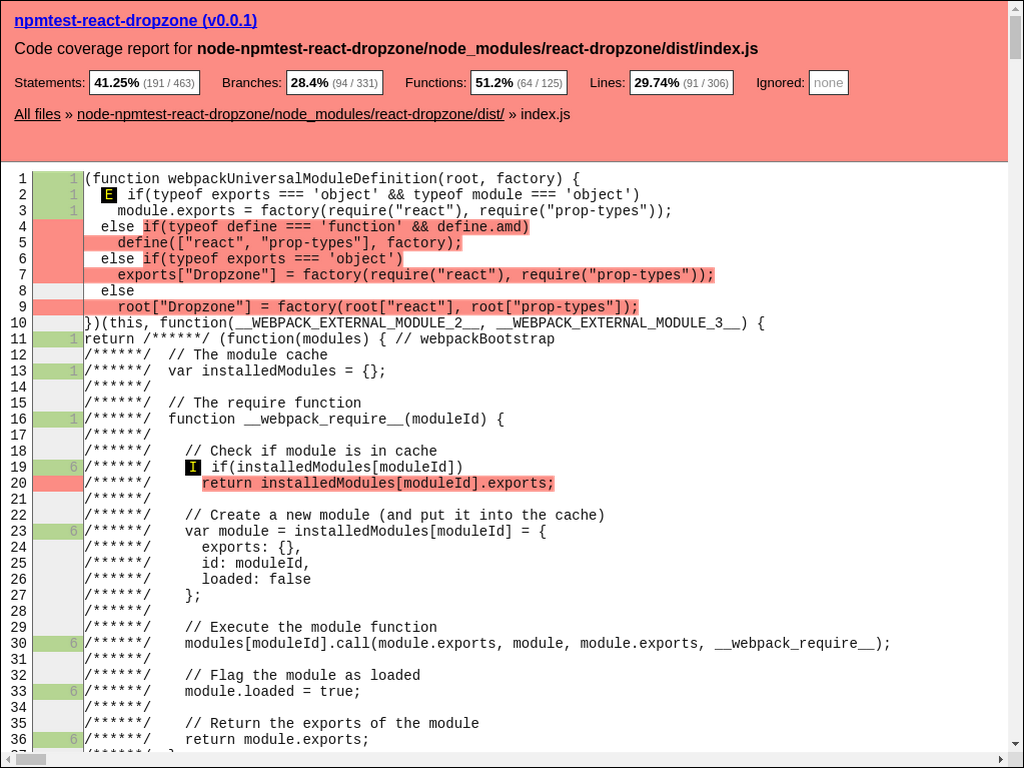 npmtest-react-dropzone (v0.0.1)
Code coverage report for node-npmtest-react-dropzone/node_modules/react-dropzone/dist/index.js
Statements: 41.25% (191 / 463) Branches: 28.4% (94 / 331) Functions: 51.2% (64 / 125) Lines: 29.74% (91 / 306) Ignored: none
All files » node-npmtest-react-dropzone/node_modules/react-dropzone/dist/ » index.js
1 1 (function webpackUniversalModuleDefinition(root, factory) {
2 1 E if(typeof exports === 'object' && typeof module === 'object')
3 1 module.exports = factory(require("react"), require("prop-types"));
4 else if(typeof define === 'function' && define.amd)
5 define(["react", "prop-types"], factory);
6 else if(typeof exports === 'object')
7 exports["Dropzone"] = factory(require("react"), require("prop-types"));
8 else
9 root["Dropzone"] = factory(root["react"], root["prop-types"]);
10 })(this, function(__WEBPACK_EXTERNAL_MODULE_2__, __WEBPACK_EXTERNAL_MODULE_3__) {
11 1 return /******/ (function(modules) { // webpackBootstrap
12 /******/ // The module cache
13 1 /******/ var installedModules = {};
14 /******/
15 /******/ // The require function
16 1 /******/ function __webpack_require__(moduleId) {
17 /******/
18 /******/ // Check if module is in cache
19 6 /******/ I if(installedModules[moduleId])
20 /******/ return installedModules[moduleId].exports;
21 /******/
22 /******/ // Create a new module (and put it into the cache)
23 6 /******/ var module = installedModules[moduleId] = {
24 /******/ exports: {},
25 /******/ id: moduleId,
26 /******/ loaded: false
27 /******/ };
28 /******/
29 /******/ // Execute the module function
30 6 /******/ modules[moduleId].call(module.exports, module, module.exports, __webpack_require__);
31 /******/
32 /******/ // Flag the module as loaded
33 6 /******/ module.loaded = true;
34 /******/
35 /******/ // Return the exports of the module
36 6 /******/ return module.exports;